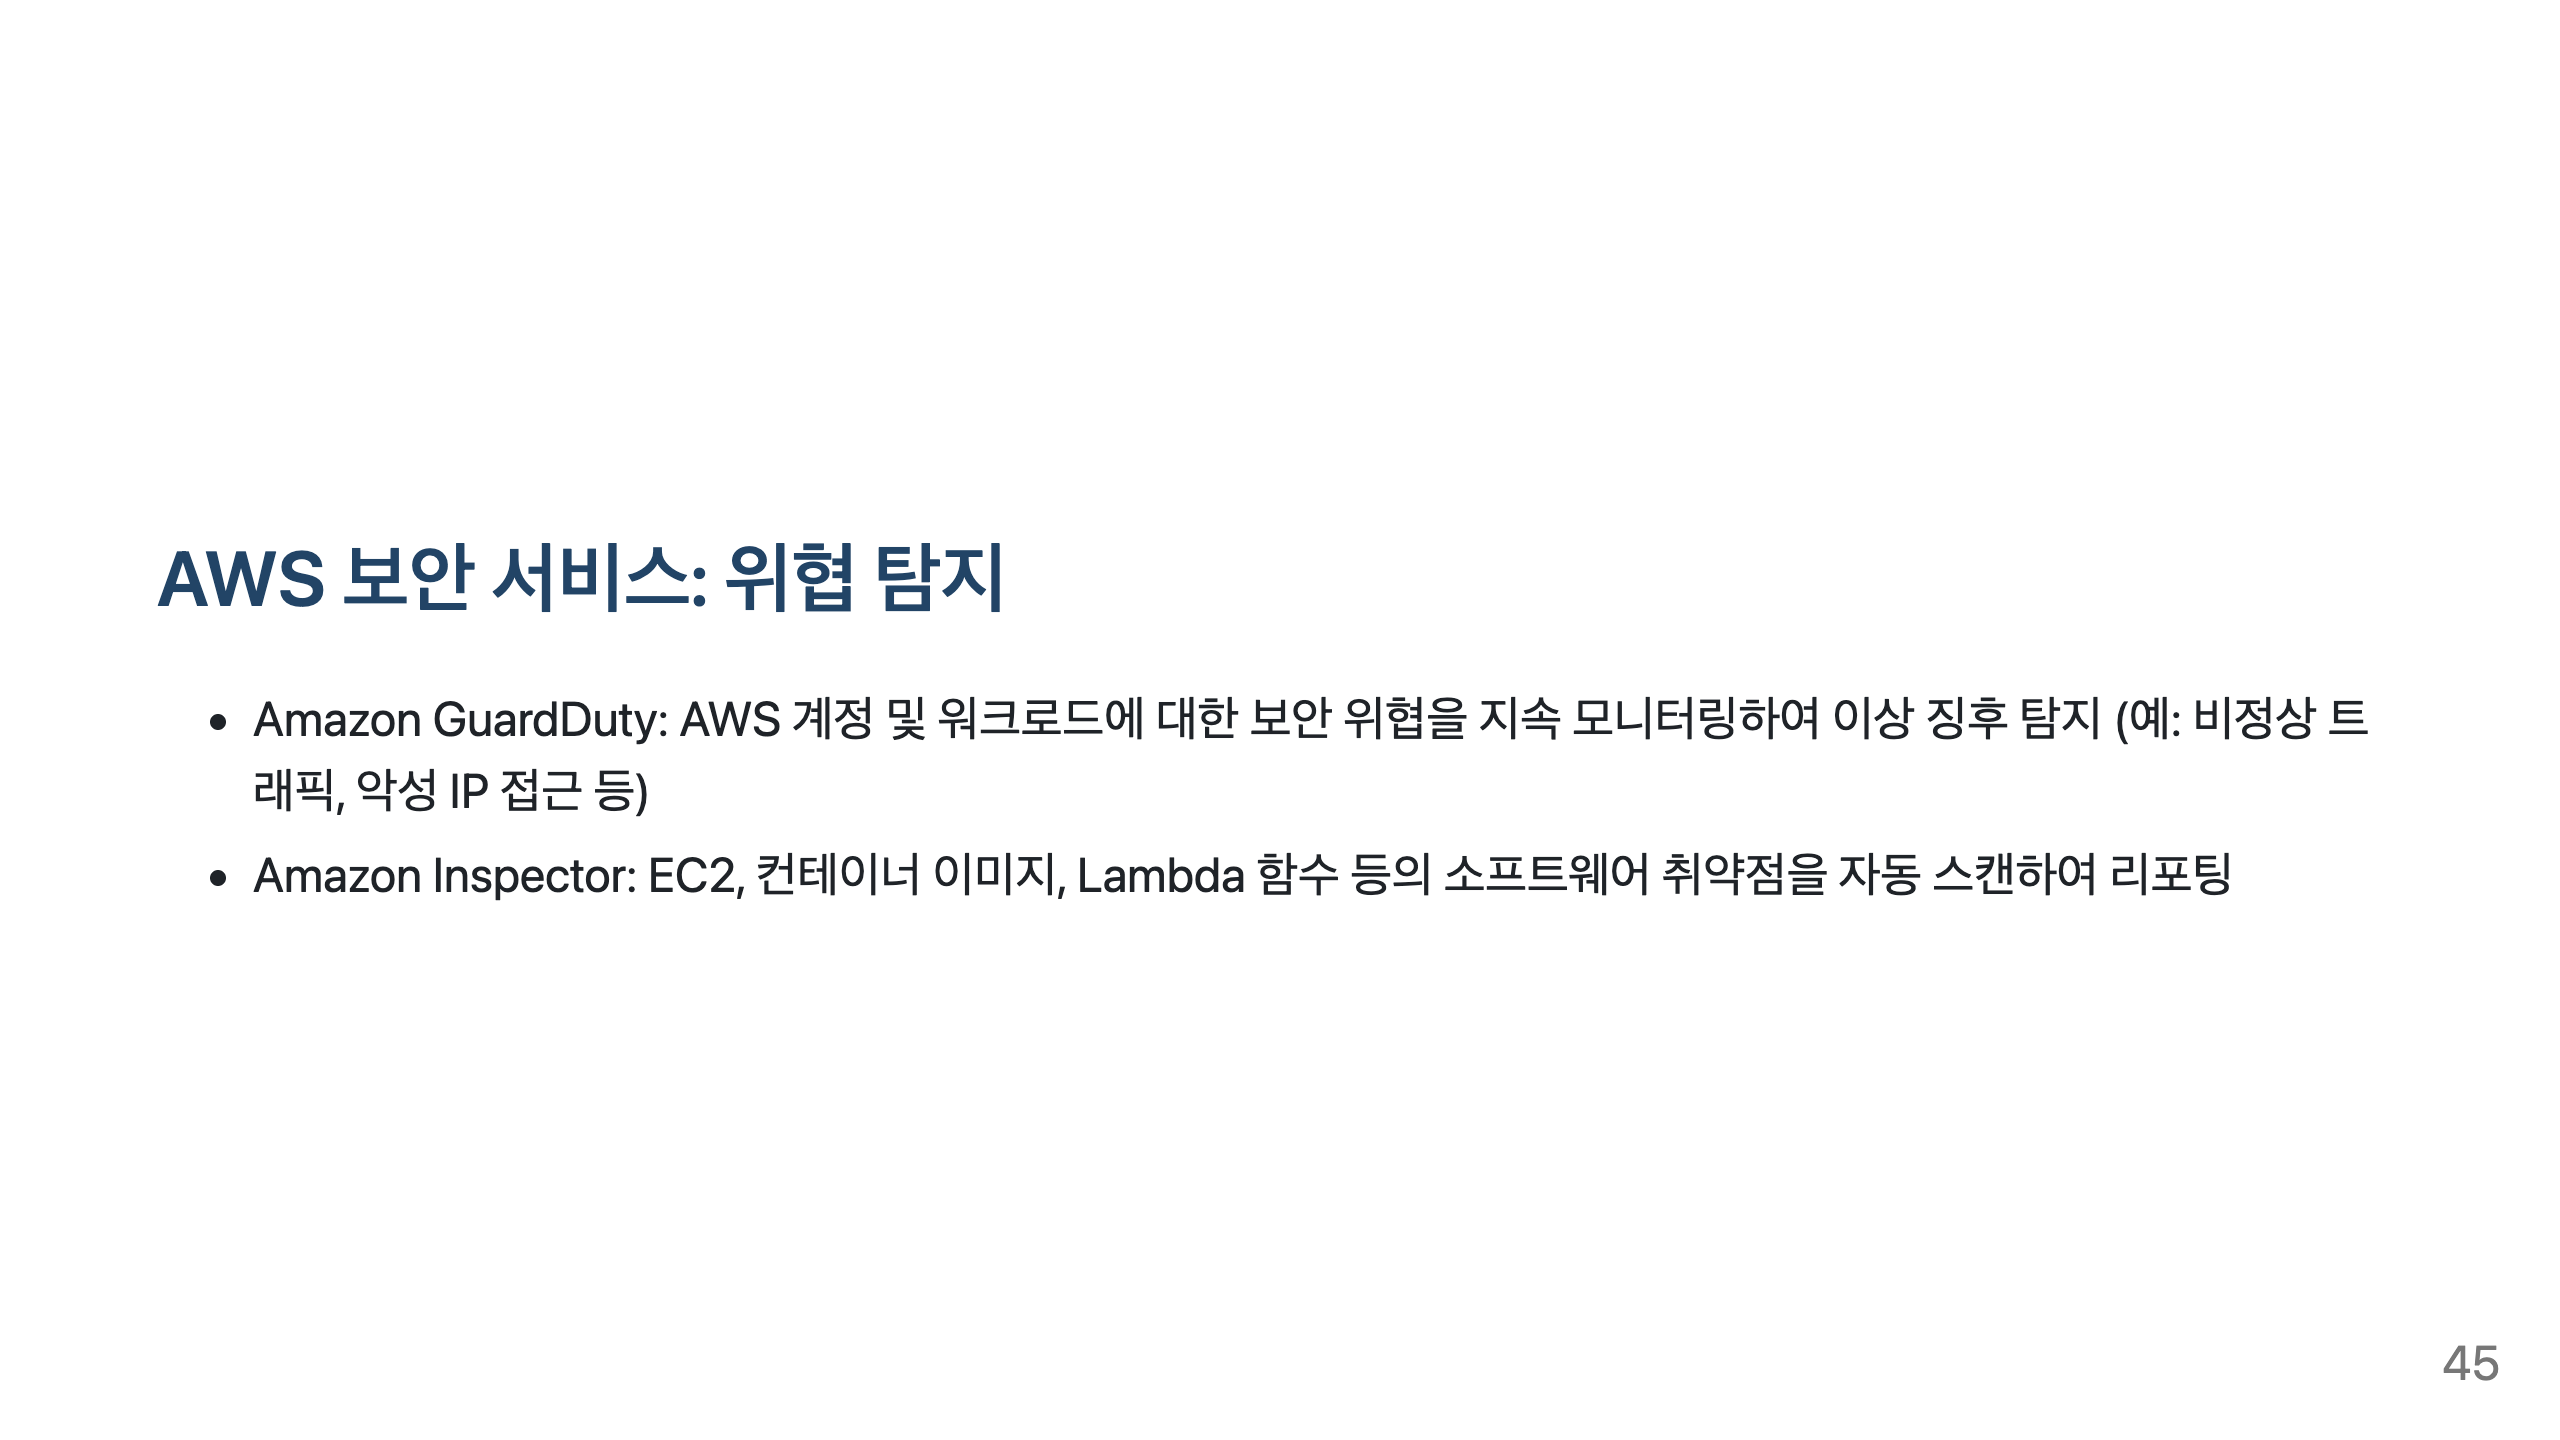 AWS 보안 서비스: 위협 탐지
• Amazon GuardDuty: AWS 계정 및 워크로드에 대한 보안 위협을 지속 모니터링하여 이상 징후 탐지 (예: 비정상 트
래픽, 악성 IP 접근 등)
• Amazon Inspector: EC2, 컨테이너 이미지, Lambda 함수 등의 소프트웨어 취약점을 자동 스캔하여 리포팅
45